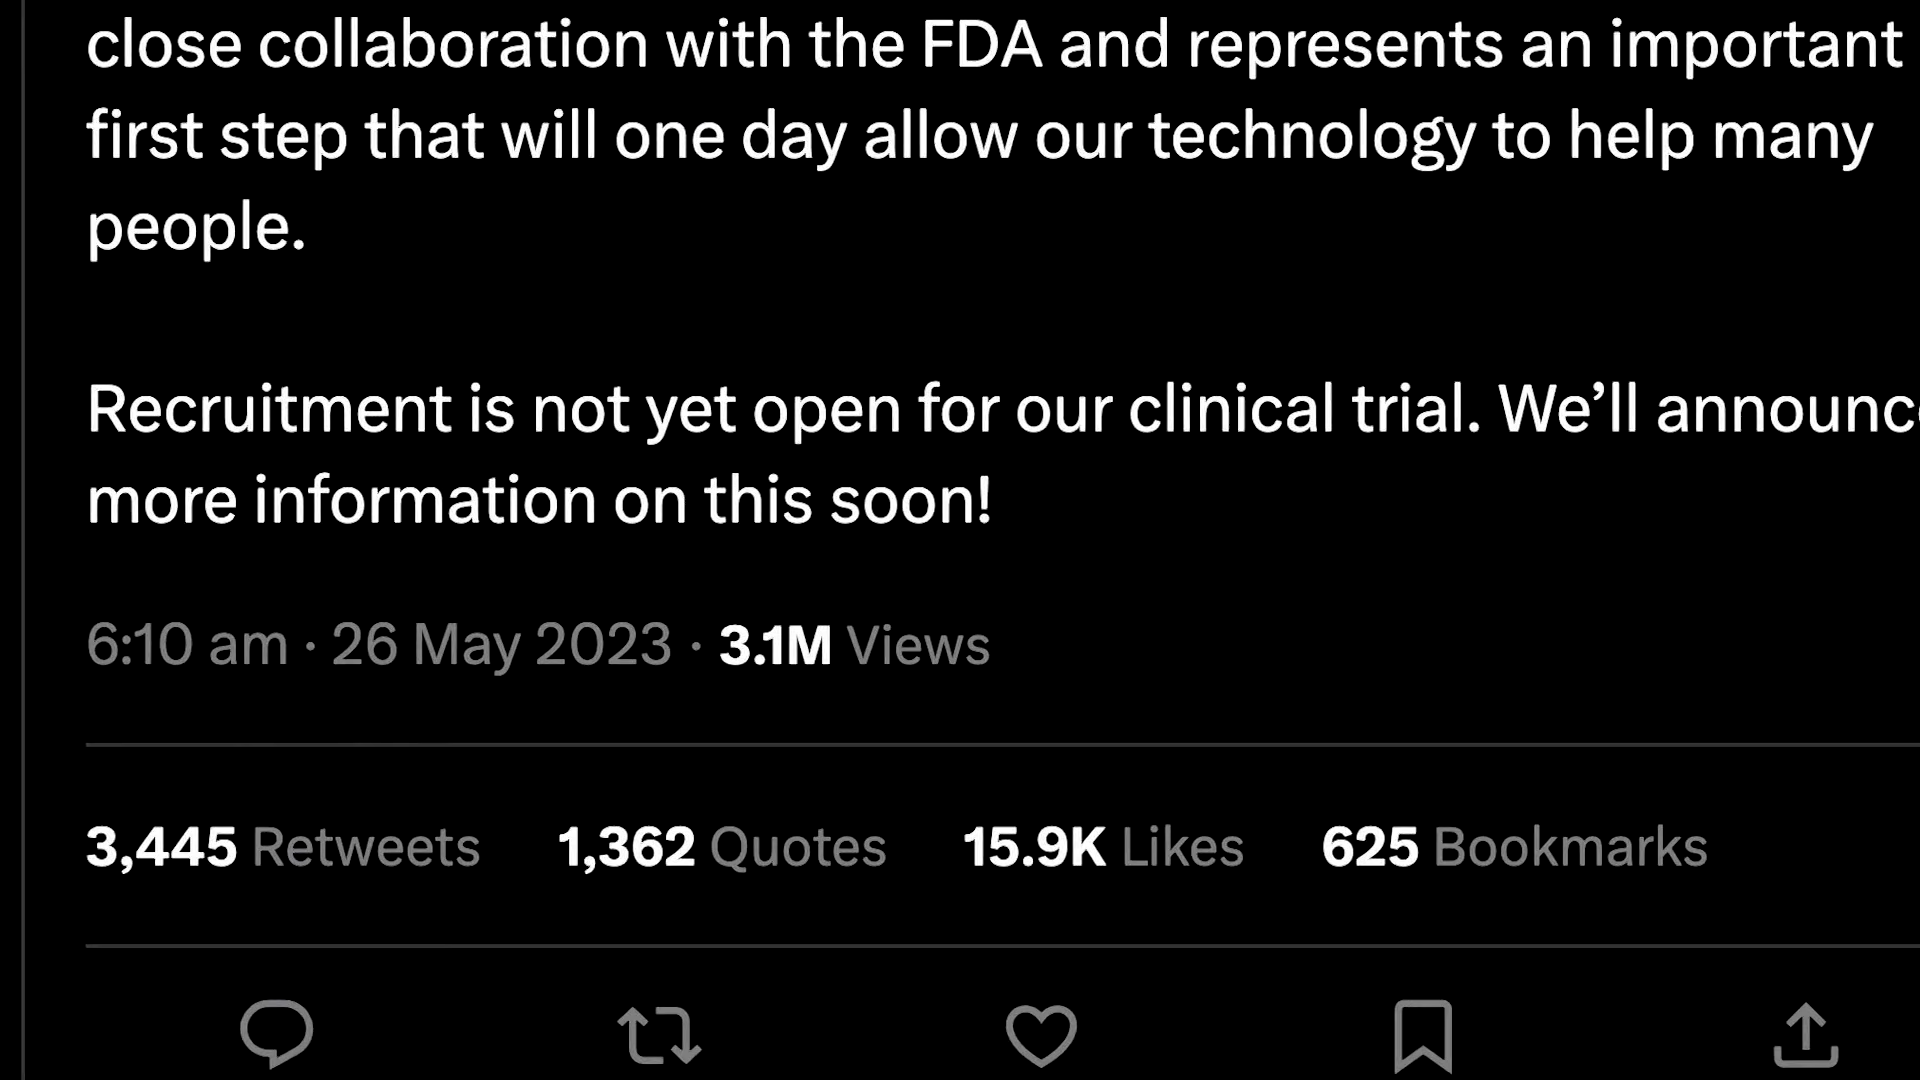 close collaboration with the FDA and represents an important
first step that will one day allow our technology to help many
people.
Recruitment is not yet open for our clinical trial. We’ll announce
more information on this soon!
6:10 am · 26 May 2023 · 3.1M Views
3,445 Retweets 1,362 Quotes 15.9K Likes 625 Bookmarks